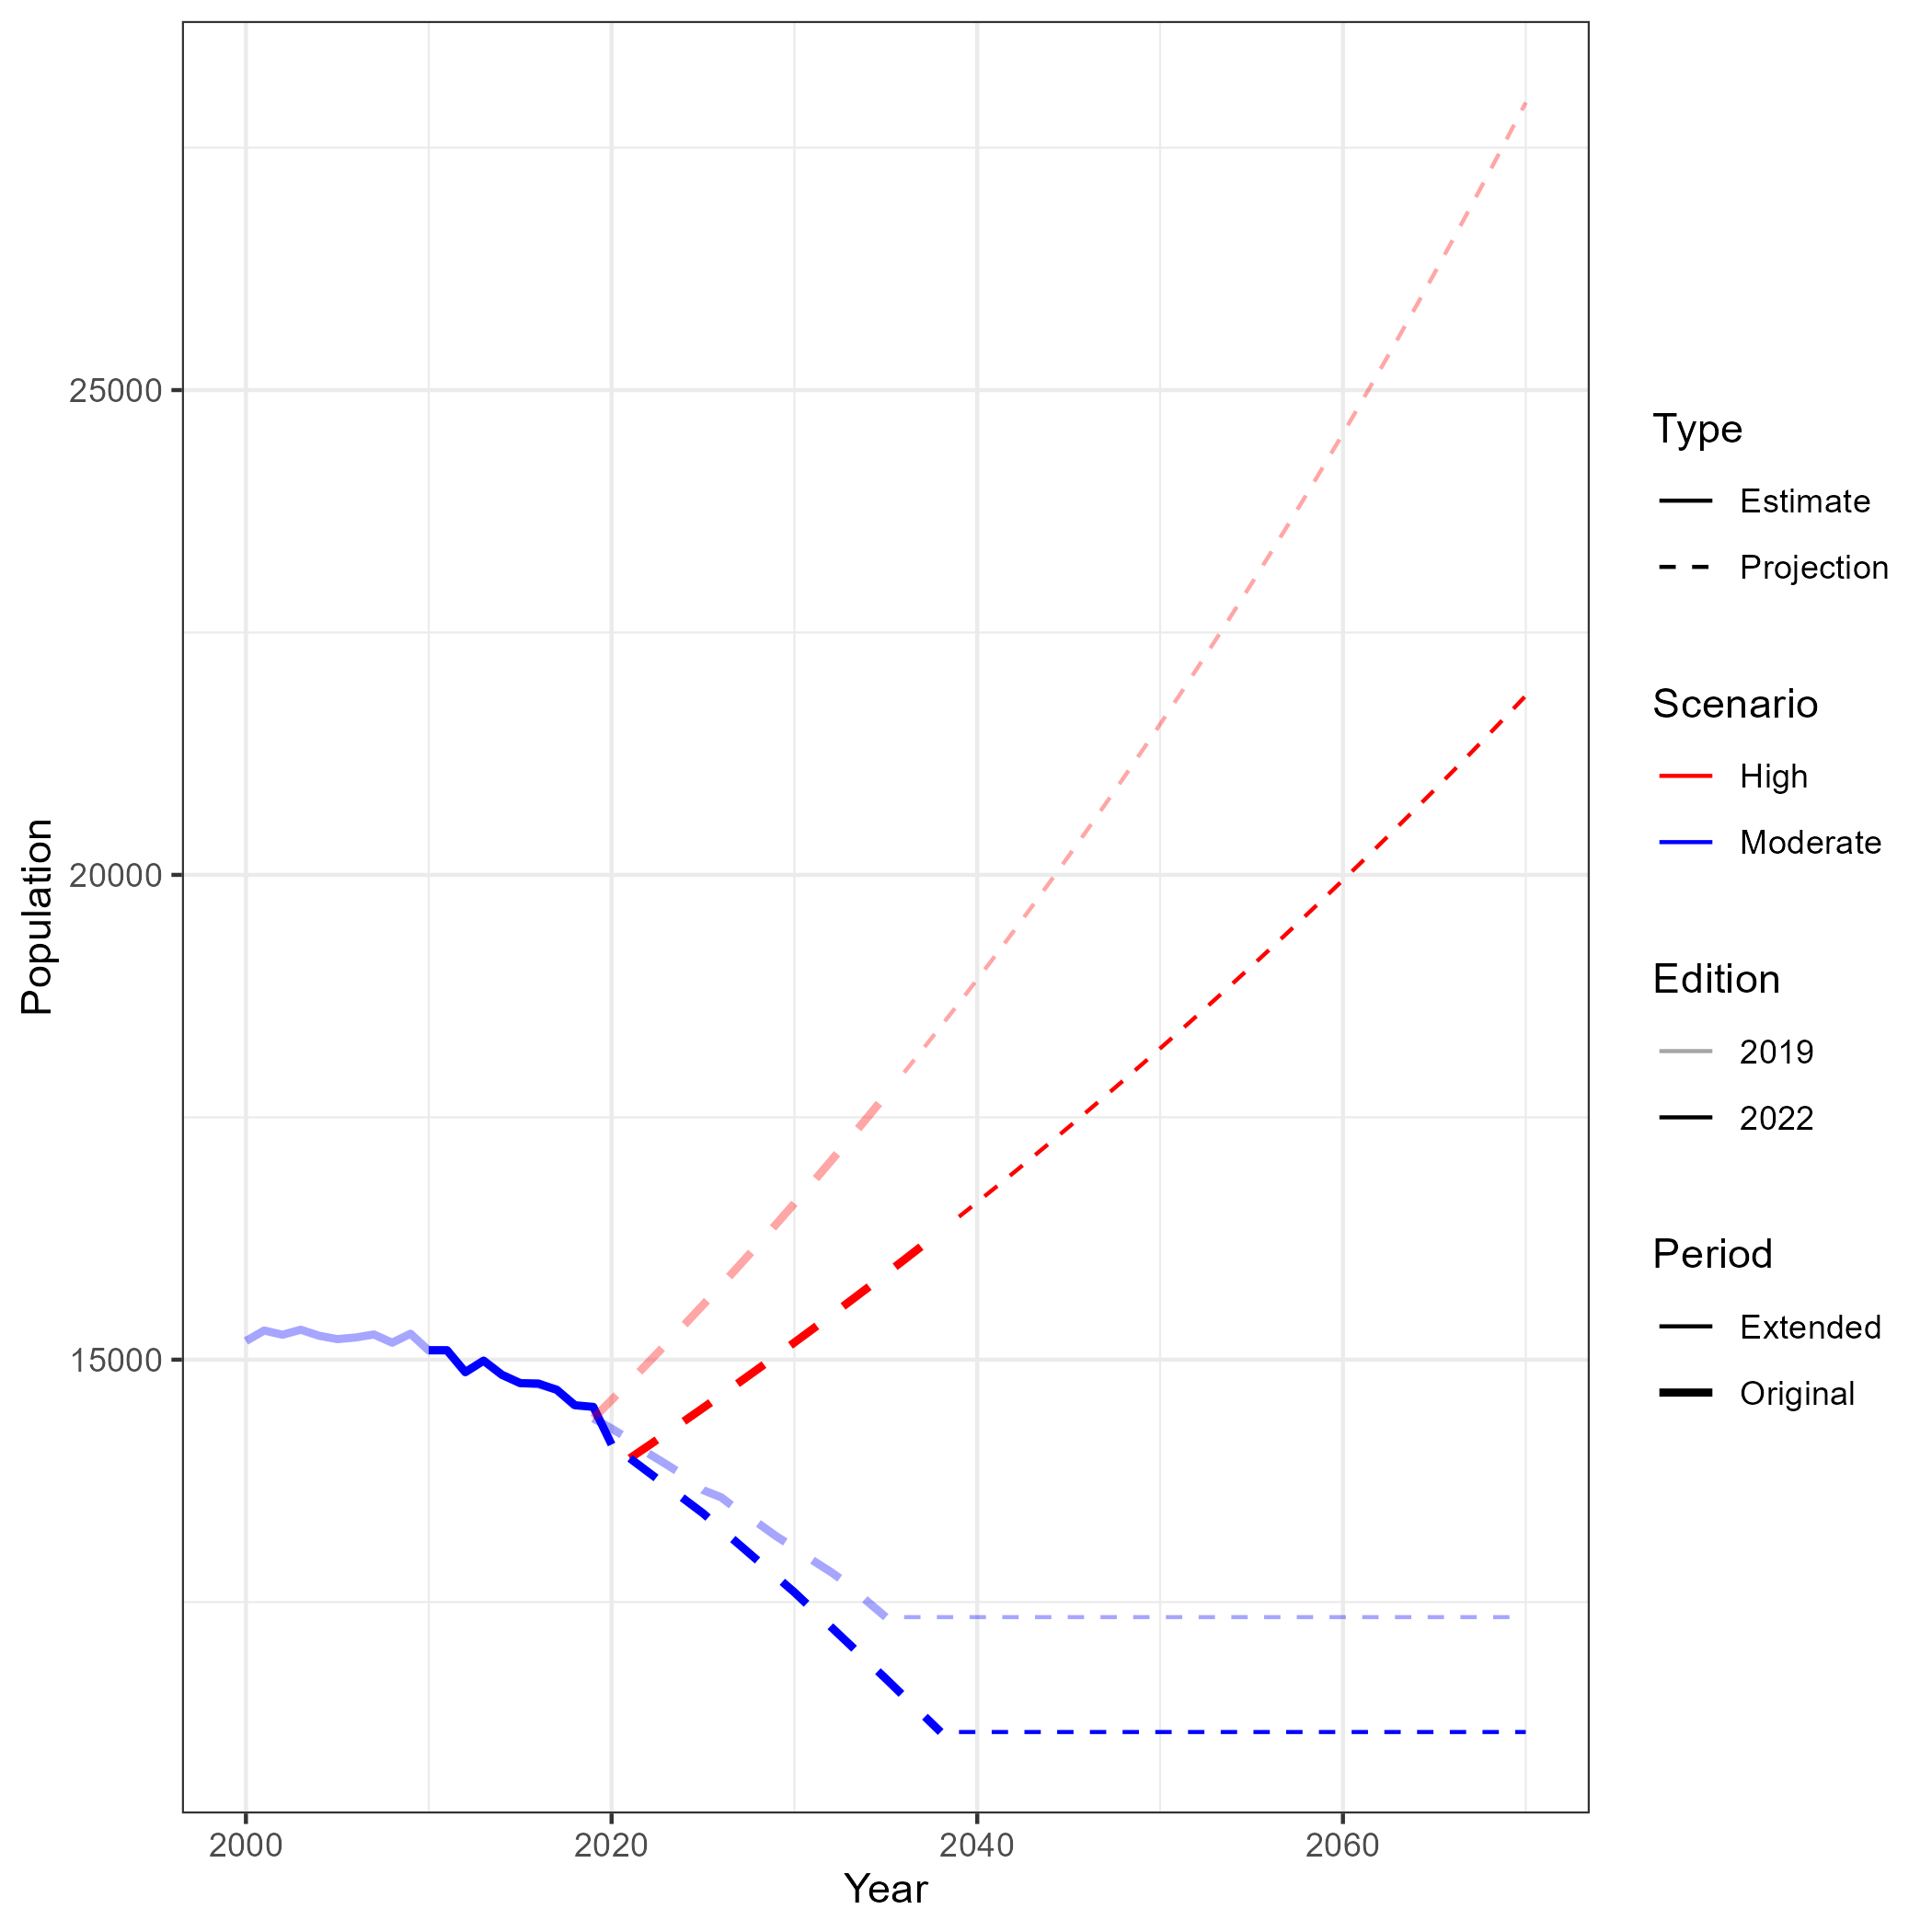 Population
25000
20000
15000
2000
2020
2040
2060
Year
Type
Estimate
Projection
Scenario
High
Moderate
Edition
2019
2022
Period
Extended
Original